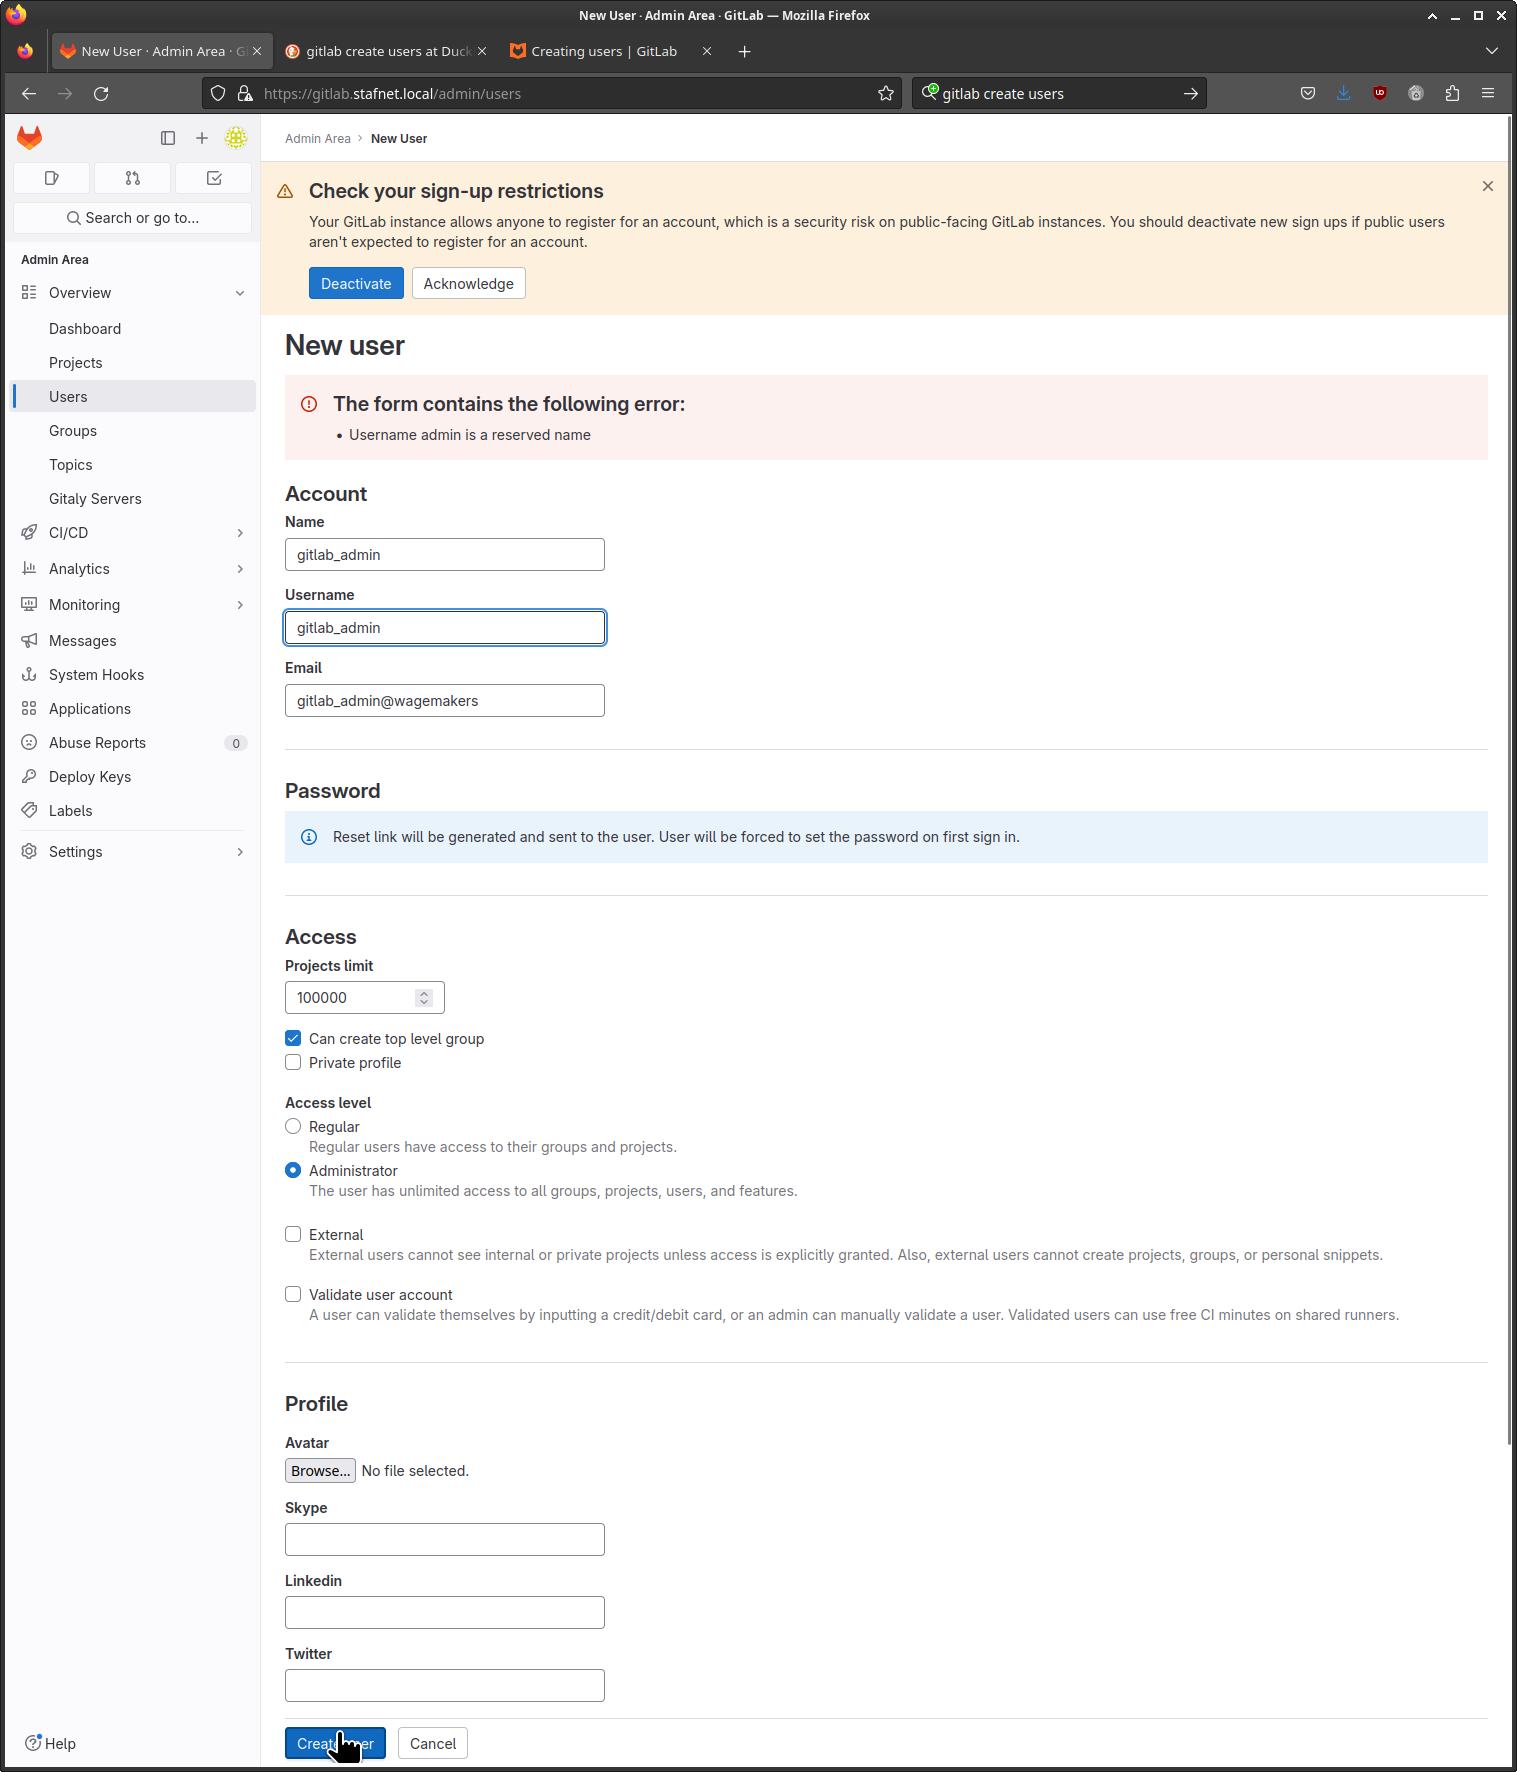 New User · Admin Area · GitLab — Mozilla Firefox
New User · Admin Area · G
gitlab create users at Duck
Creating users | GitLab
https://gitlab.stafnet.local/admin/users
gitlab create users
Admin Area › New User
Search or go to...
Check your sign-up restrictions
Your GitLab instance allows anyone to register for an account, which is a security risk on public-facing GitLab instances. You should deactivate new sign ups if public users
aren't expected to register for an account.
Deactivate
Acknowledge
Admin Area
Overview
Dashboard
Projects
Users
Groups
Topics
Gitaly Servers
CI/CD
Analytics
Monitoring
Messages
System Hooks
Applications
Abuse Reports 0
Deploy Keys
Labels
Settings
Help
New user
The form contains the following error:
• Username admin is a reserved name
Account
Name
gitlab_admin
Username
gitlab_admin
Email
gitlab_admin@wagemakers
Password
Reset link will be generated and sent to the user. User will be forced to set the password on first sign in.
Access
Projects limit
100000
Can create top level group
Private profile
Access level
Regular
Regular users have access to their groups and projects.
Administrator
The user has unlimited access to all groups, projects, users, and features.
External
External users cannot see internal or private projects unless access is explicitly granted. Also, external users cannot create projects, groups, or personal snippets.
Validate user account
A user can validate themselves by inputting a credit/debit card, or an admin can manually validate a user. Validated users can use free CI minutes on shared runners.
Profile
Avatar
Browse... No file selected.
Skype
Linkedin
Twitter
Create
Cancel